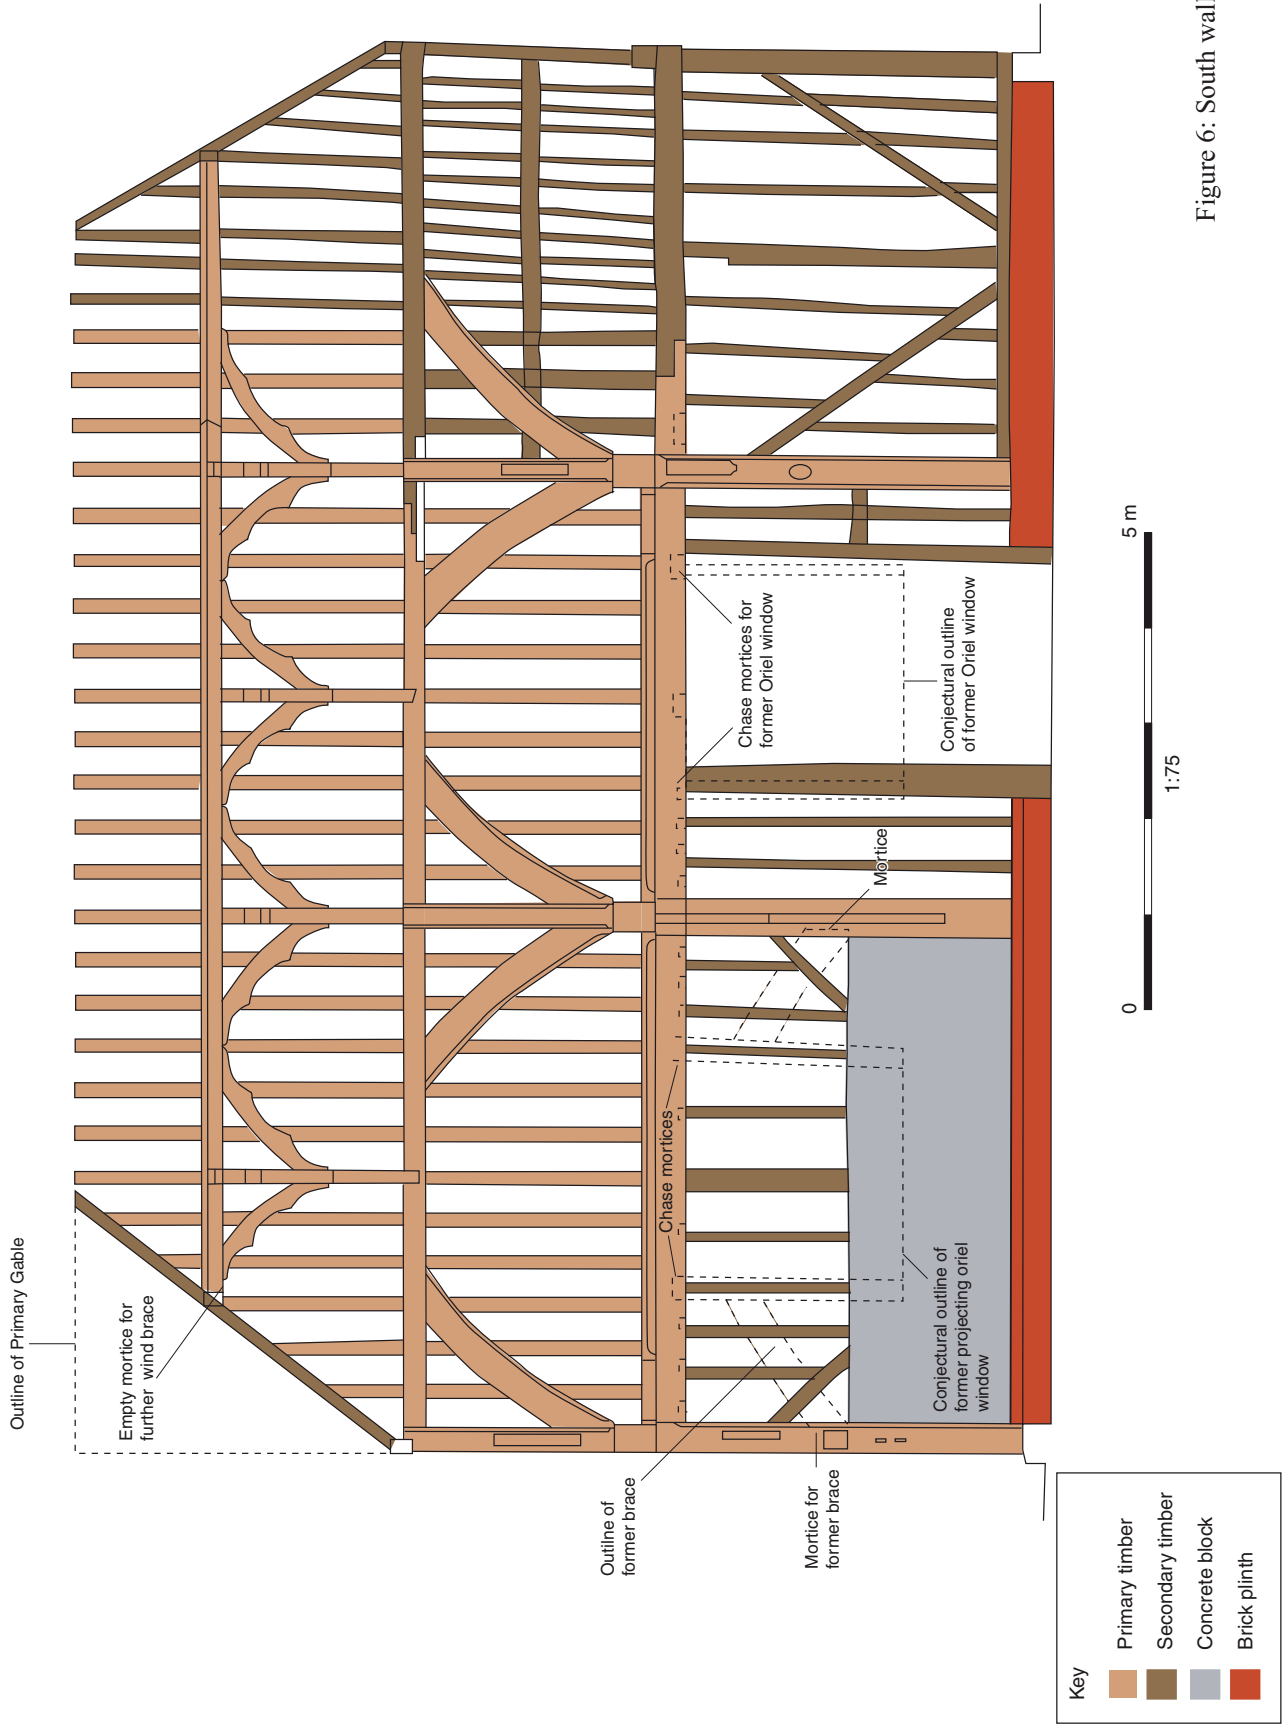 Outline of Primary Gable
Empty mortice for
further wind brace
Outilne of
former brace
Mortice for
former brace
Chase mortices
Conjectural outline of
former projecting oriel
window
Mortice
Chase mortices for
former Oriel window
Conjectural outline
of former Oriel window
0
5 m
1:75
Key
Primary timber
Secondary timber
Concrete block
Brick plinth
Figure 6: South wall